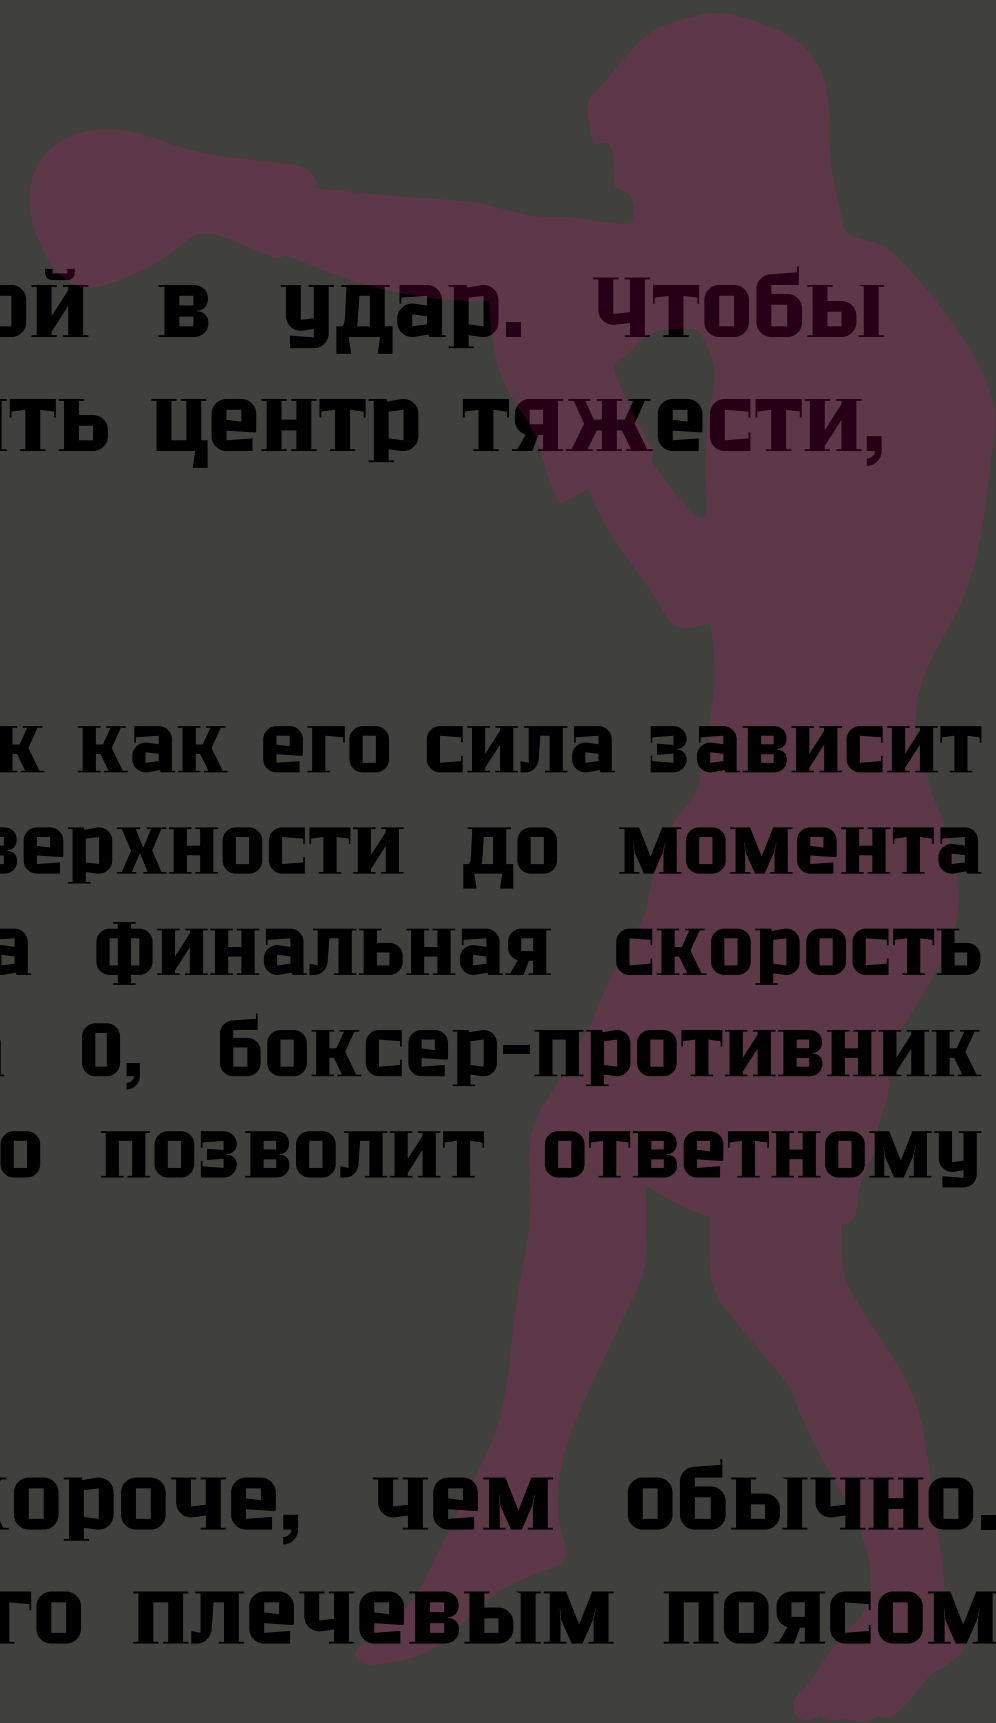 ой в удар. Чтобы
ить центр тяжести,
к как его сила зависит
верхности до момента
а финальная скорость
0, боксер-противник
о позволит ответному
короче, чем обычно.
го плечевым поясом